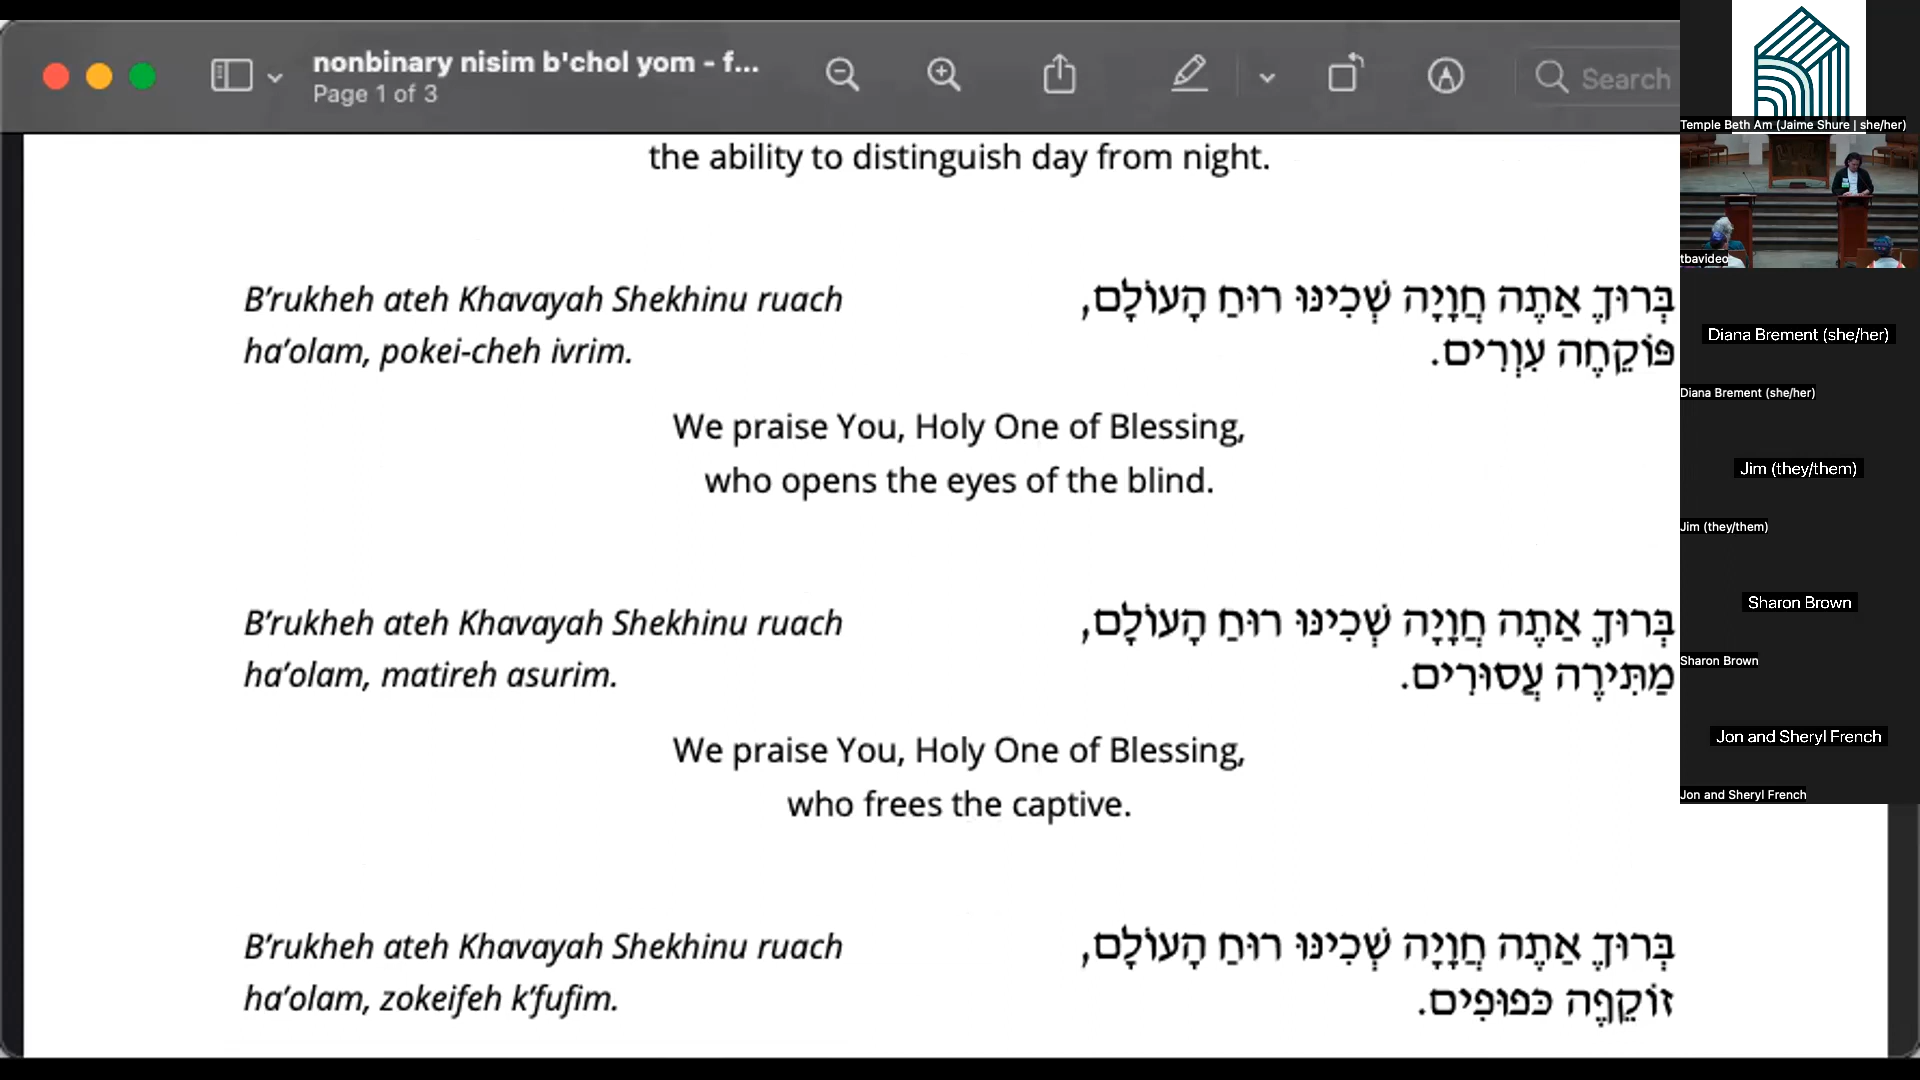 nonbinary nisim b'chol yom - f...
Page 1 of 3
Search
the ability to distinguish day from night.
B'rukheh ateh Khavayah Shekhinu ruach
ha'olam, pokei-cheh ivrim.
בְּרוּךֶ אַתֶה חֲוָיָה שְׁכִינוּ רוּחַ הָעוֹלָם,
פּוֹקֵחֶה עִוְרִים.
We praise You, Holy One of Blessing,
who opens the eyes of the blind.
B'rukheh ateh Khavayah Shekhinu ruach
ha'olam, matireh asurim.
בְּרוּךֶ אַתֶה חֲוָיָה שְׁכִינוּ רוּחַ הָעוֹלָם,
מַתִּירֶה עֲסוּרִים.
We praise You, Holy One of Blessing,
who frees the captive.
B'rukheh ateh Khavayah Shekhinu ruach
ha'olam, zokeifeh k'fufim.
בְּרוּךֶ אַתֶה חֲוָיָה שְׁכִינוּ רוּחַ הָעוֹלָם,
זוֹקֵפֶה כּפוּפִים.
Temple Beth Am (Jaime Shure | she/her)
tbavideo
Diana Brement (she/her)
Diana Brement (she/her)
Jim (they/them)
Jim (they/them)
Sharon Brown
Sharon Brown
Jon and Sheryl French
Jon and Sheryl French